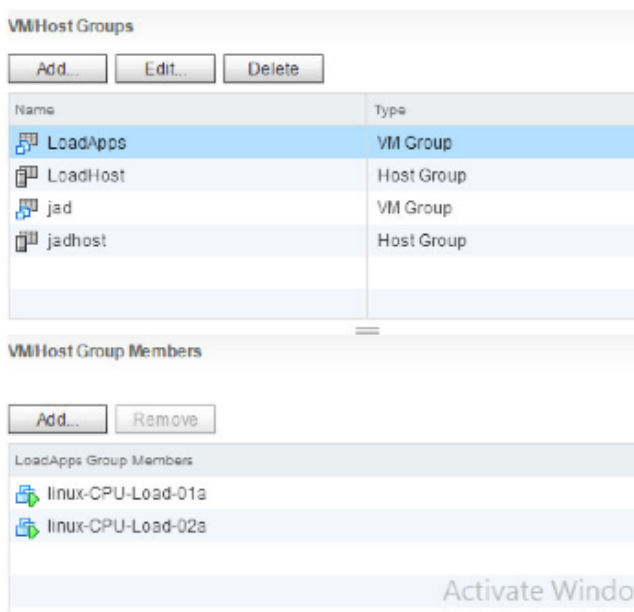 VM/Host Groups
Add... Edit... Delete
Name Type
LoadApps VM Group
LoadHost Host Group
jad VM Group
jadhost Host Group
VM/Host Group Members
Add... Remove
LoadApps Group Members
linux-CPU-Load-01a
linux-CPU-Load-02a
Activate Windo